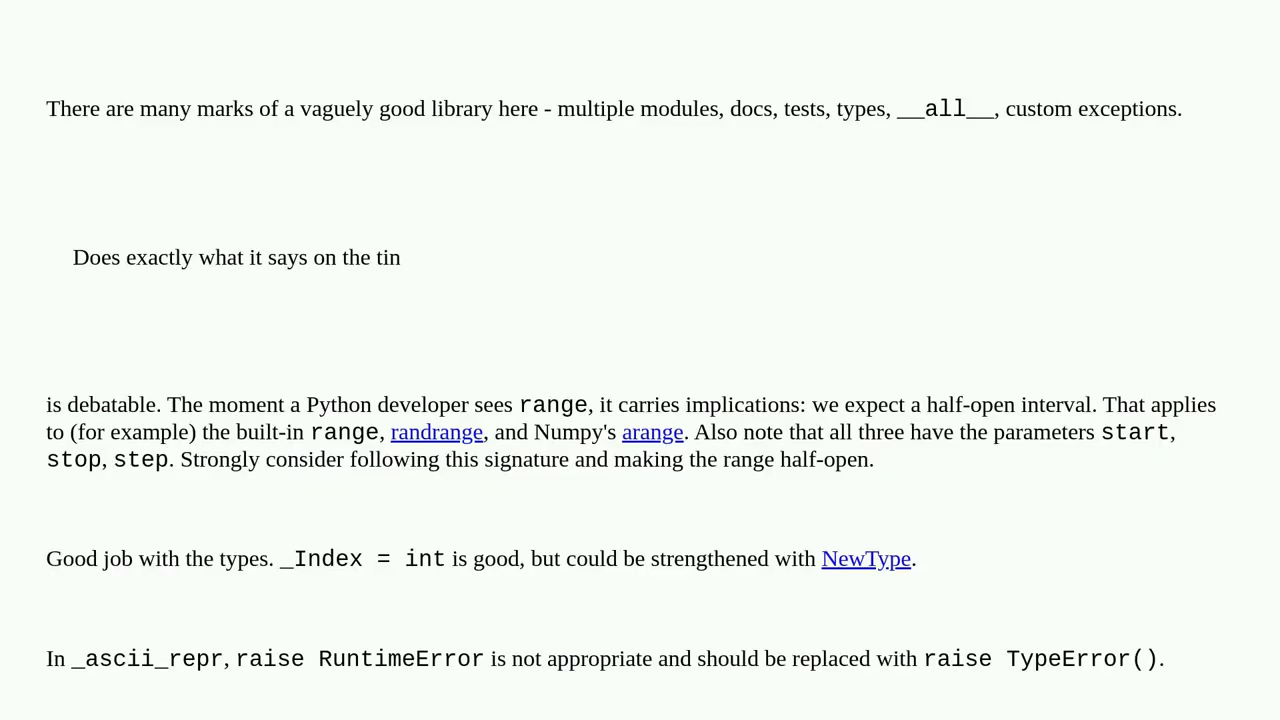 There are many marks of a vaguely good library here - multiple modules, docs, tests, types, __all__, custom exceptions.
Does exactly what it says on the tin
is debatable. The moment a Python developer sees range, it carries implications: we expect a half-open interval. That applies
to (for example) the built-in range, randrange, and Numpy's arange. Also note that all three have the parameters start,
stop, step. Strongly consider following this signature and making the range half-open.
Good job with the types. _Index = int is good, but could be strengthened with NewType.
In _ascii_repr, raise RuntimeError is not appropriate and should be replaced with raise TypeError().